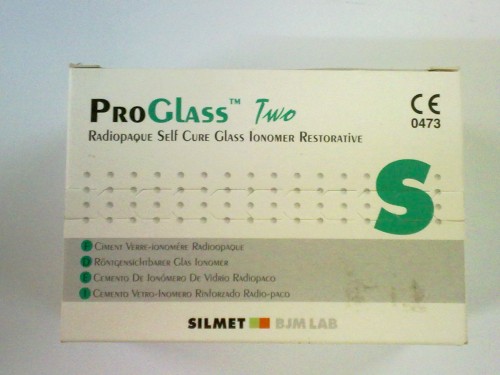 PROGLASS™ Two
RADIOPAQUE SELF CURE GLASS IONOMER RESTORATIVE
CE
0473
S
F CIMENT VERRE-IONOMÈRE RADIOOPAQUE
D RÖNTGENSICHTBARER GLAS IONOMER
E CEMENTO DE IONÓMERO DE VIDRIO RADIOPACO
I CEMENTO VETRO-INOMERO RINFORZADO RADIO-PACO
SILMET BJM LAB